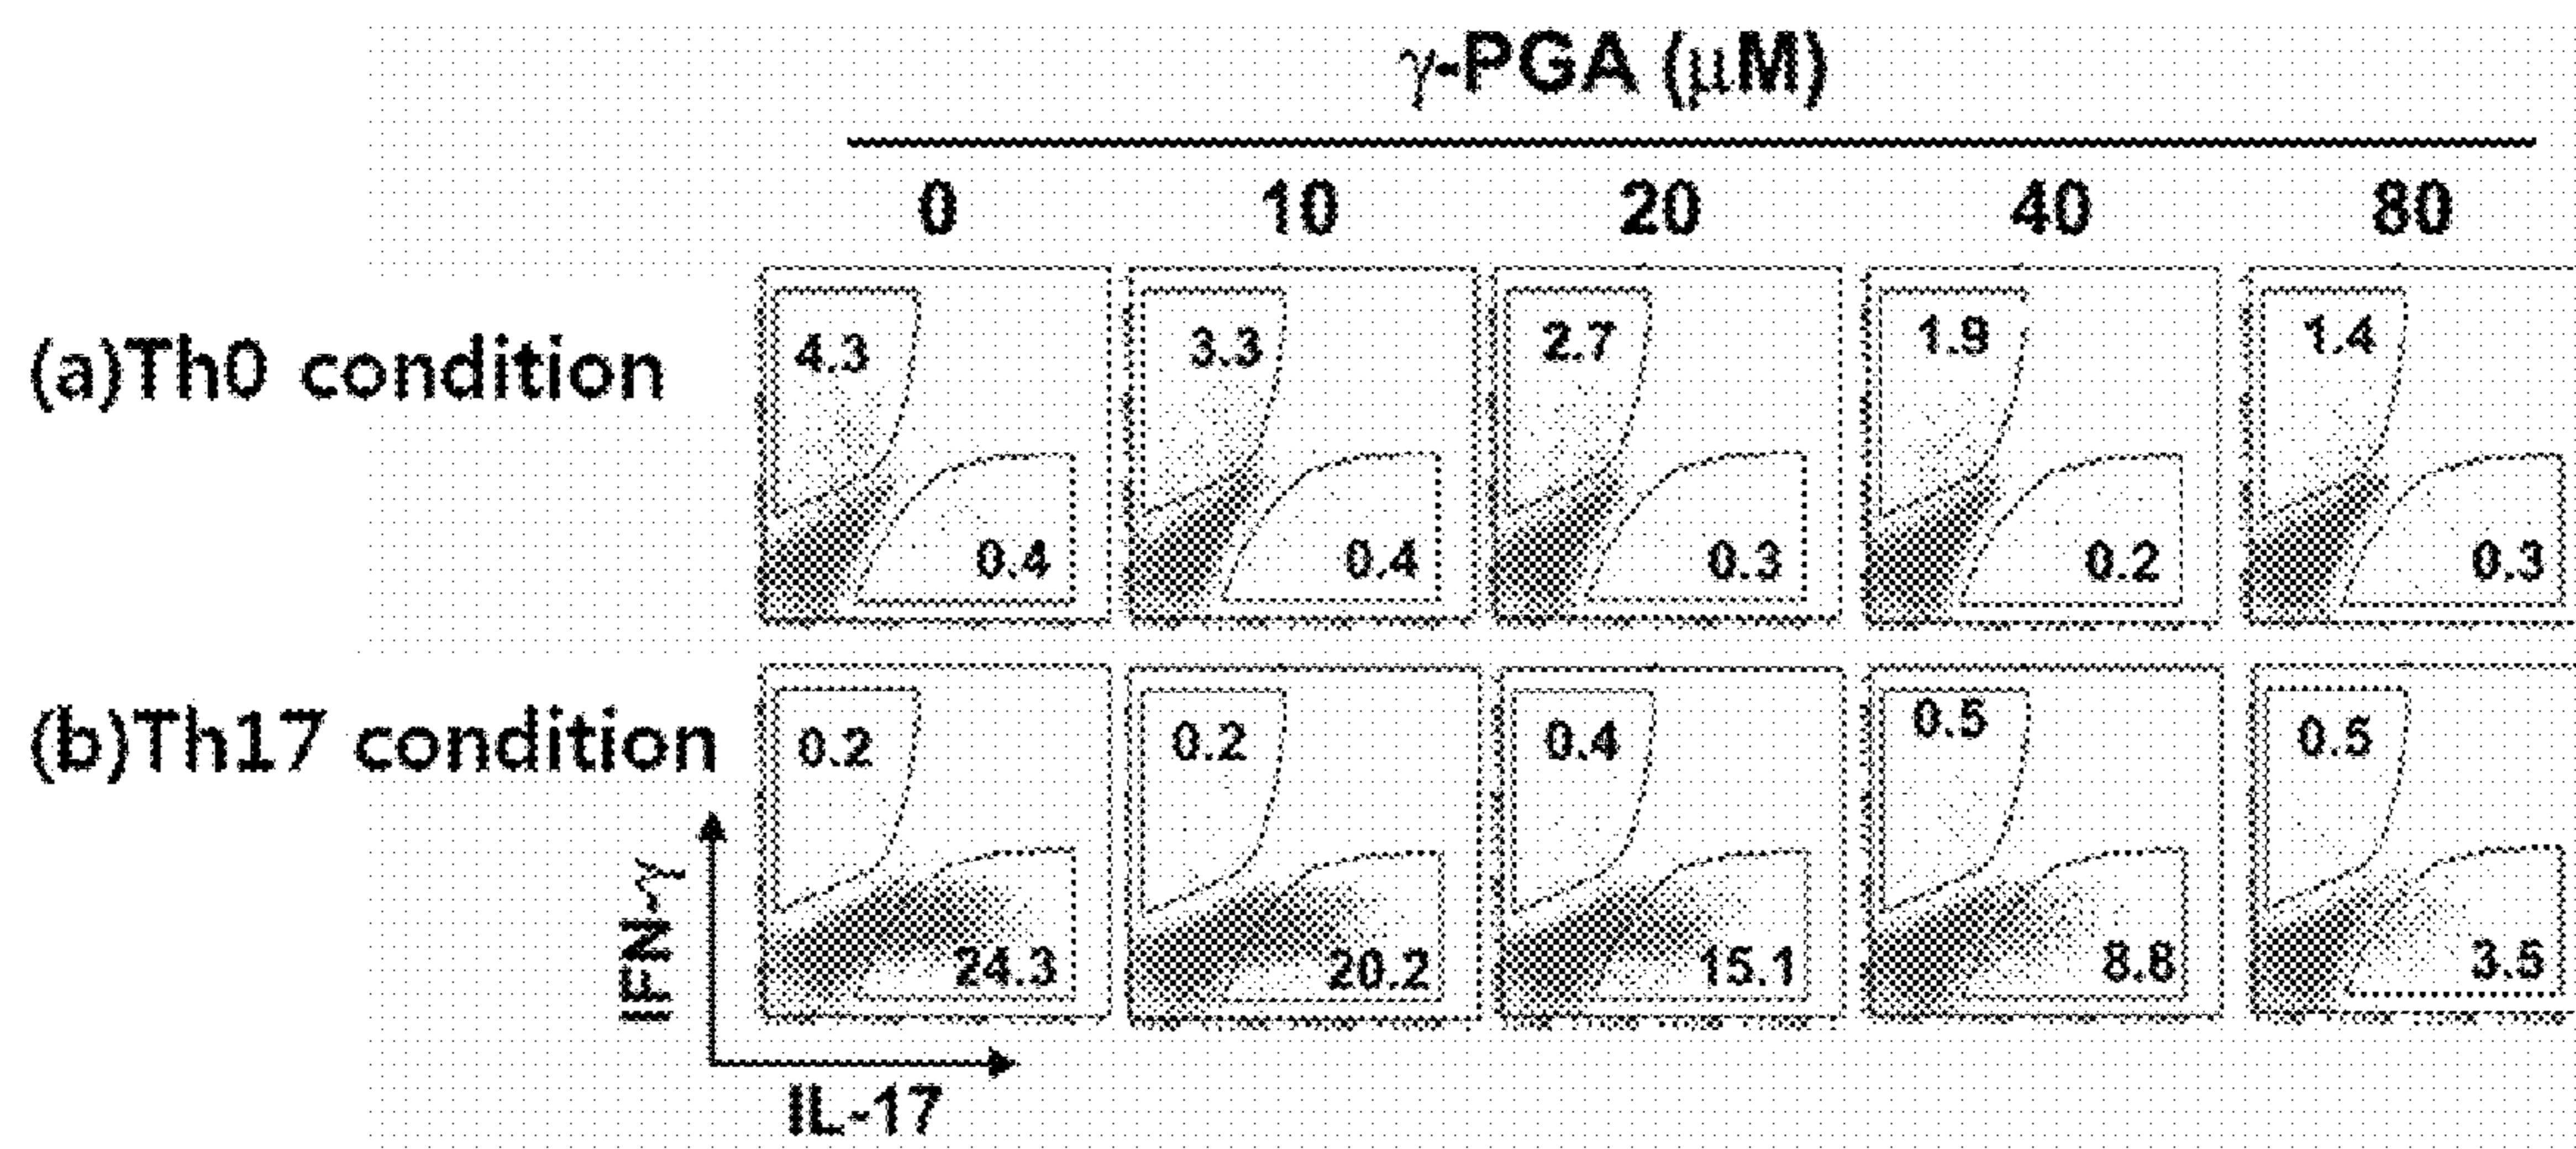 γ-PGA (μM)
0 10 20 40 80
(a)Th0 condition
4.3 3.3 2.7 1.9 1.4
0.4 0.4 0.3 0.2 0.3
(b)Th17 condition
0.2 0.2 0.4 0.5 0.5
24.3 20.2 15.1 8.8 3.5
IFN-γ
IL-17